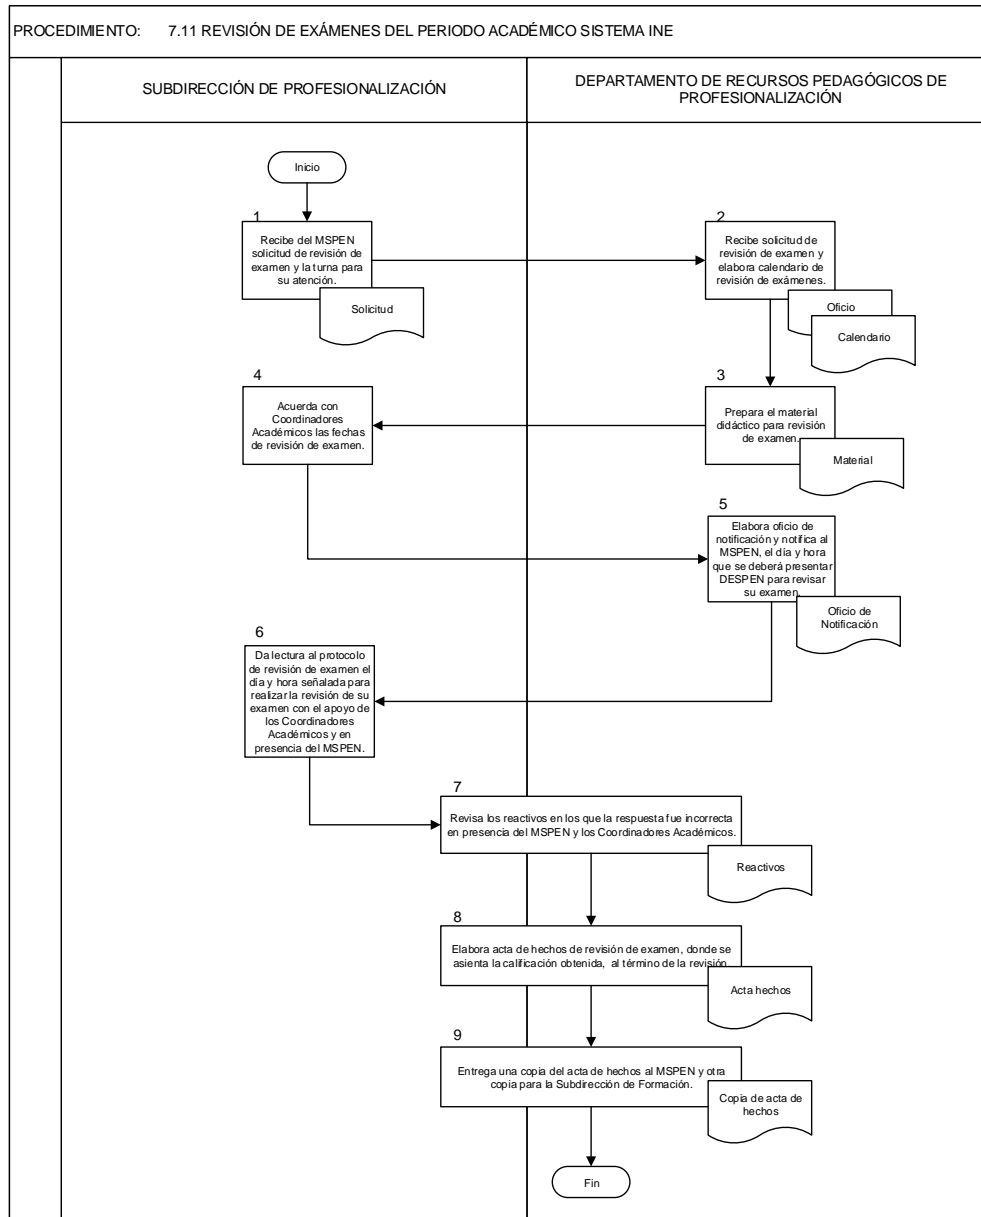 PROCEDIMIENTO: 7.11 REVISIÓN DE EXÁMENES DEL PERIODO ACADÉMICO SISTEMA INE
SUBDIRECCIÓN DE PROFESIONALIZACIÓN
DEPARTAMENTO DE RECURSOS PEDAGÓGICOS DE
PROFESIONALIZACIÓN
Inicio
1
Recibe del MSPEN
solicitud de revisión de
examen y la turna para
su atención.
Solicitud
2
Recibe solicitud de
revisión de examen y
elabora calendario de
revisión de exámenes.
Oficio
Calendario
3
Prepara el material
didáctico para revisión
de examen.
Material
4
Acuerda con
Coordinadores
Académicos las fechas
de revisión de examen.
5
Elabora oficio de
notificación y notifica al
MSPEN, el día y hora
que se deberá presentar
DESPEN para revisar
su examen.
Oficio de
Notificación
6
Da lectura al protocolo
de revisión de examen el
día y hora señalada para
realizar la revisión de su
examen con el apoyo de
los Coordinadores
Académicos y en
presencia del MSPEN.
7
Revisa los reactivos en los que la respuesta fue incorrecta
en presencia del MSPEN y los Coordinadores Académicos.
Reactivos
8
Elabora acta de hechos de revisión de examen, donde se
asienta la calificación obtenida, al término de la revisión.
Acta hechos
9
Entrega una copia del acta de hechos al MSPEN y otra
copia para la Subdirección de Formación.
Copia de acta de
hechos
Fin